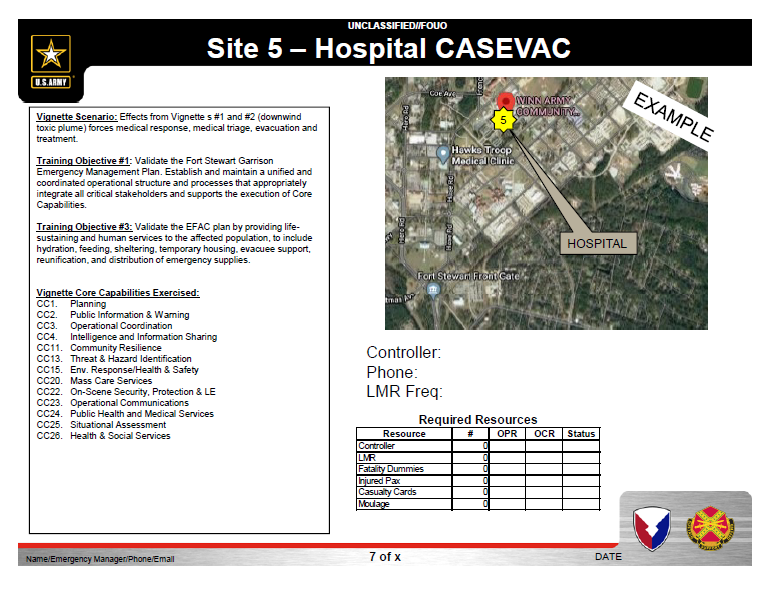 UNCLASSIFIED//FOUO
Site 5 – Hospital CASEVAC
U.S.ARMY
Vignette Scenario: Effects from Vignette s #1 and #2 (downwind
toxic plume) forces medical response, medical triage, evacuation and
treatment.
Training Objective #1: Validate the Fort Stewart Garrison
Emergency Management Plan. Establish and maintain a unified and
coordinated operational structure and processes that appropriately
integrate all critical stakeholders and supports the execution of Core
Capabilities.
Training Objective #3: Validate the EFAC plan by providing life-
sustaining and human services to the affected population, to include
hydration, feeding, sheltering, temporary housing, evacuee support,
reunification, and distribution of emergency supplies.
Vignette Core Capabilities Exercised:
CC1. Planning
CC2. Public Information & Warning
CC3. Operational Coordination
CC4. Intelligence and Information Sharing
CC11. Community Resilience
CC13. Threat & Hazard Identification
CC15. Env. Response/Health & Safety
CC20. Mass Care Services
CC22. On-Scene Security, Protection & LE
CC23. Operational Communications
CC24. Public Health and Medical Services
CC25. Situational Assessment
CC26. Health & Social Services
EXAMPLE
Coe Ave
WINN ARMY
COMMUNITY...
5
Hawks Troop
Medical Clinic
Hero Rd
Hase Rd
Hero Rd
Hase Rd
HOSPITAL
Fort Stewart Front Gate
tman Ave
Controller:
Phone:
LMR Freq:
Required Resources
Resource # OPR OCR Status
Controller 0
LMR 0
Fatality Dummies 0
Injured Pax 0
Casualty Cards 0
Moulage 0
Name/Emergency Manager/Phone/Email
7 of x
DATE